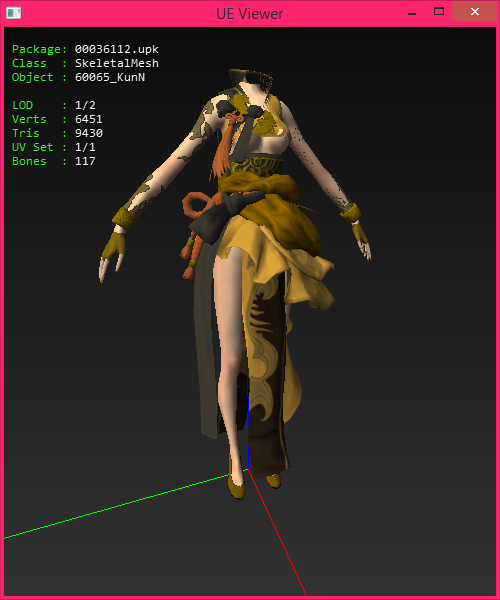 UE Viewer
Package: 00036112.upk
Class : SkeletalMesh
Object : 60065_KunN
LOD : 1/2
Verts : 6451
Tris : 9430
UV Set : 1/1
Bones : 117